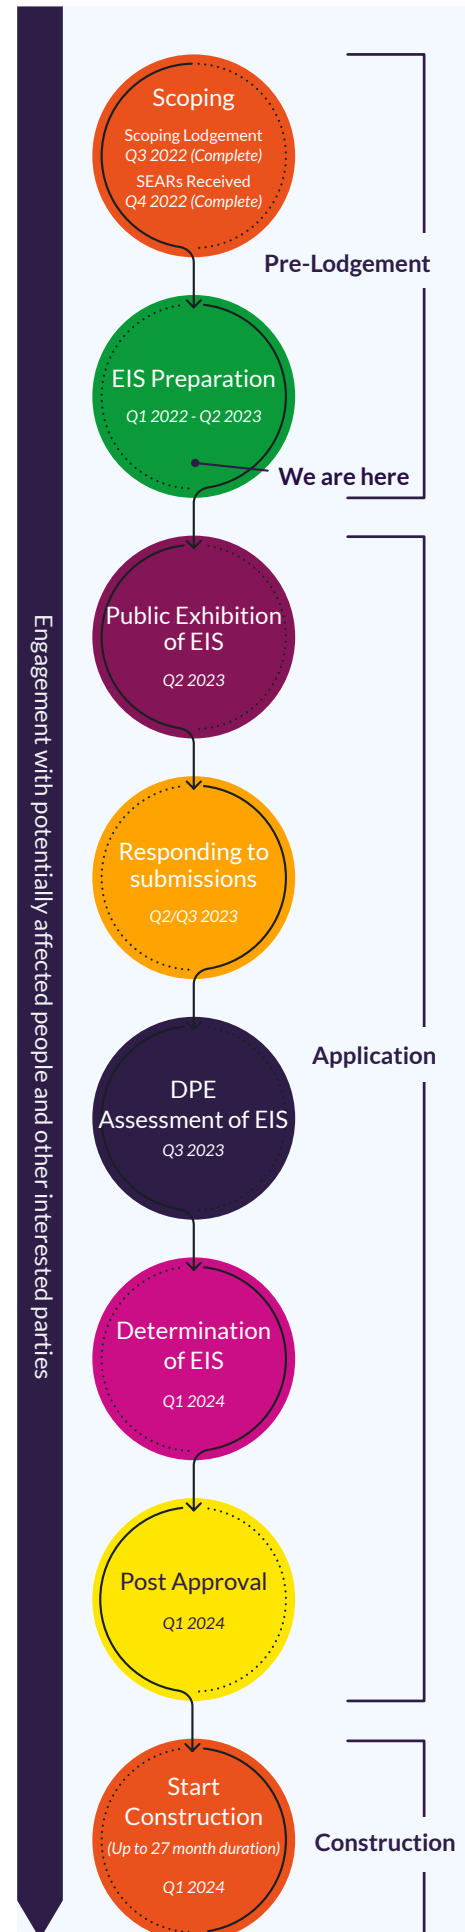 Scoping
Scoping Lodgement
Q3 2022 (Complete)
SEARs Received
Q4 2022 (Complete)
Pre-Lodgement
EIS Preparation
Q1 2022 - Q2 2023
We are here
Public Exhibition
of EIS
Q2 2023
Engagement with potentially affected people and other interested parties
Responding to
submissions
Q2/Q3 2023
Application
DPE
Assessment of EIS
Q3 2023
Determination
of EIS
Q1 2024
Post Approval
Q1 2024
Start
Construction
(Up to 27 month duration)
Q1 2024
Construction